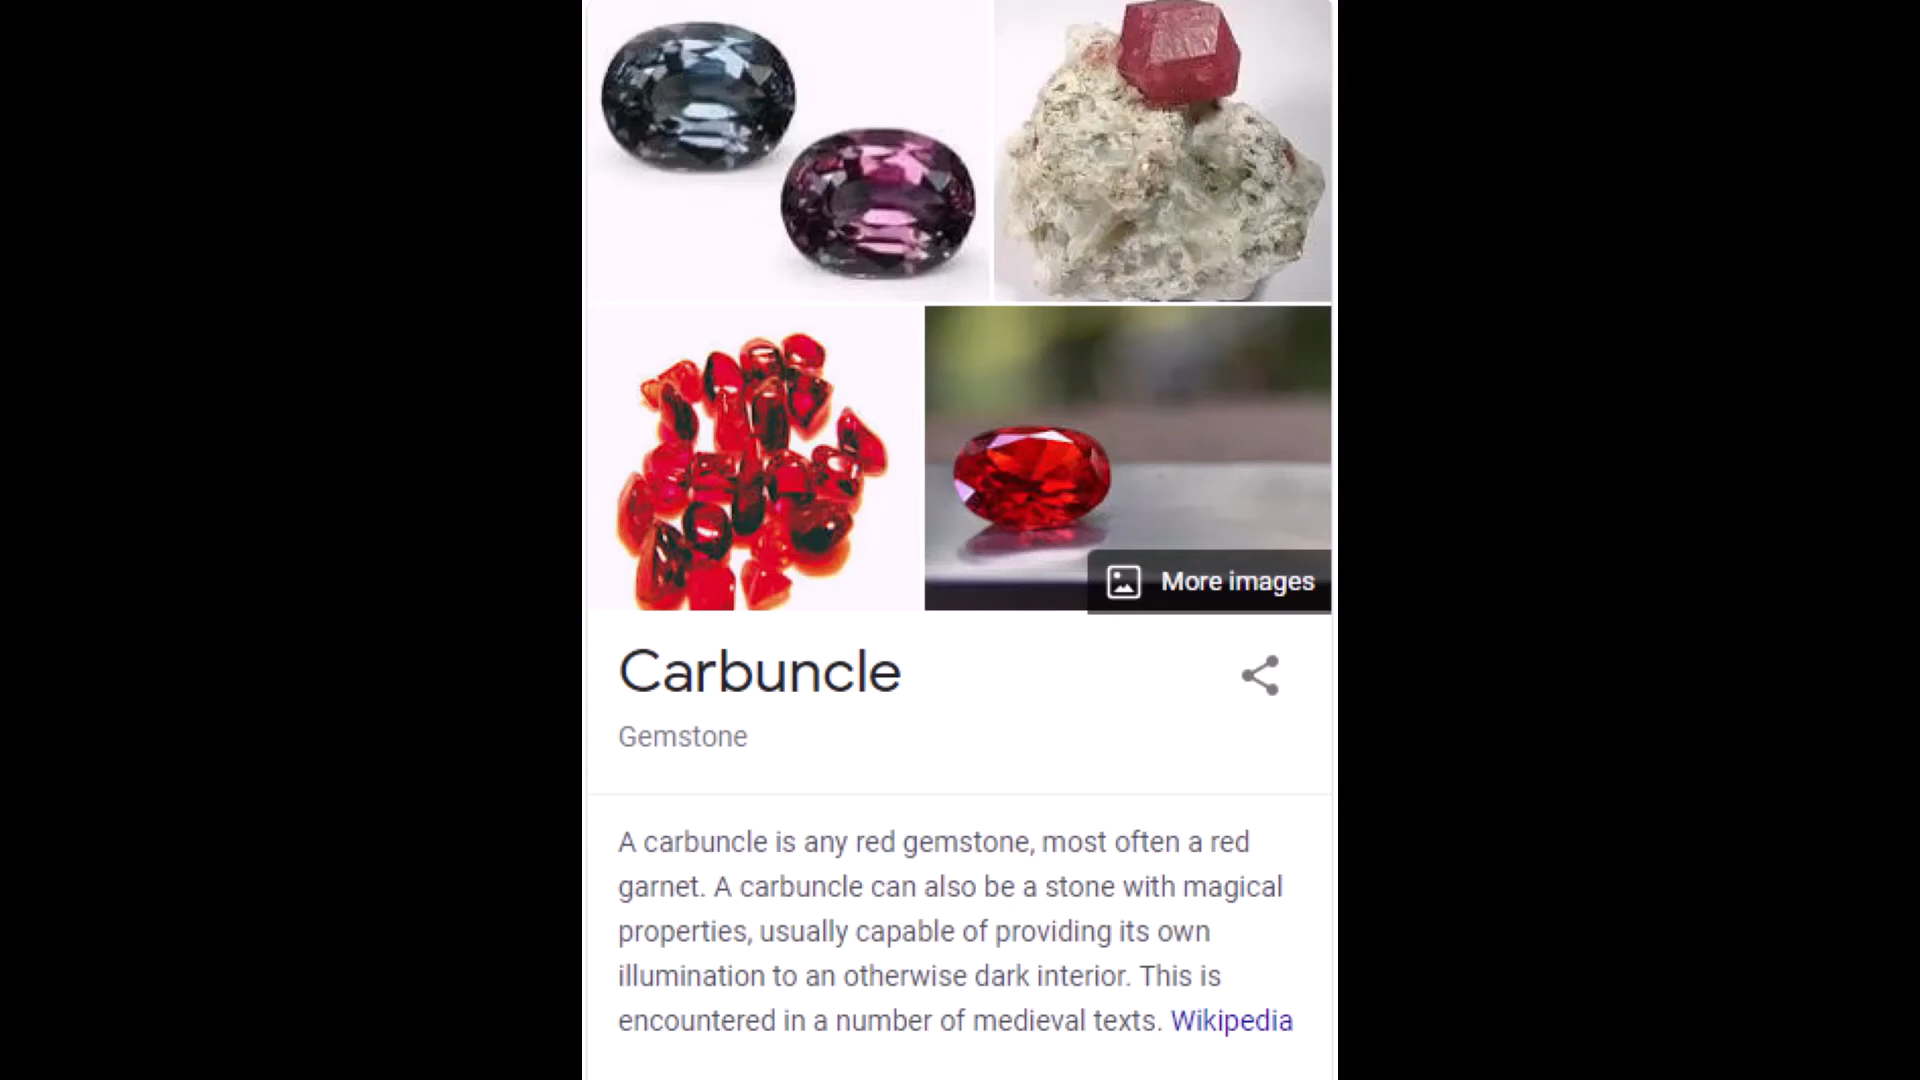 More images
Carbuncle
Gemstone
A carbuncle is any red gemstone, most often a red
garnet. A carbuncle can also be a stone with magical
properties, usually capable of providing its own
illumination to an otherwise dark interior. This is
encountered in a number of medieval texts. Wikipedia